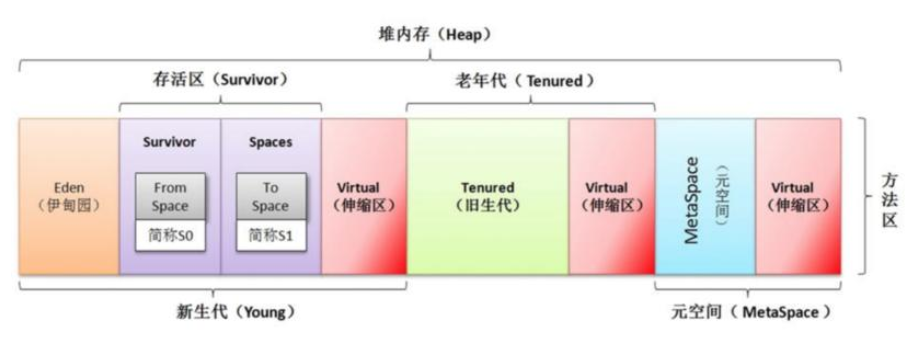 堆内存（Heap）
存活区（Survivor）
老年代（ Tenured）
Eden
（伊甸园）
Survivor
From
Space
简称S0
Spaces
To
Space
简称S1
Virtual
（伸缩区）
Tenured
（旧生代）
Virtual
（伸缩区）
MetaSpace
（元空间）
Virtual
（伸缩区）
方法区
新生代（Young）
元空间（ MetaSpace）